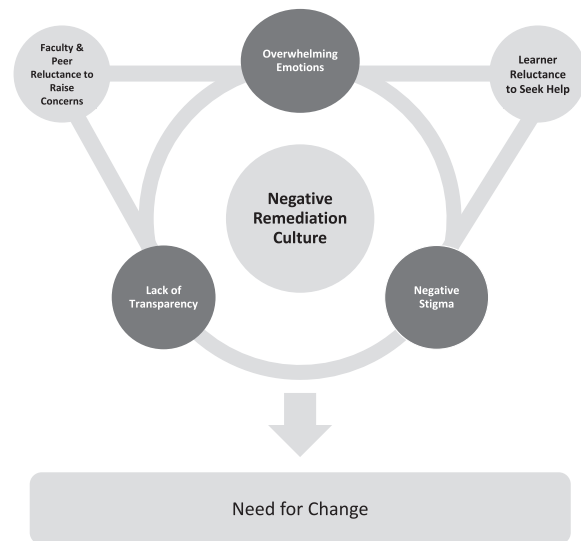 Faculty &
Peer
Reluctance to
Raise
Concerns
Overwhelming
Emotions
Learner
Reluctance
to Seek Help
Negative
Remediation
Culture
Lack of
Transparency
Negative
Stigma
Need for Change